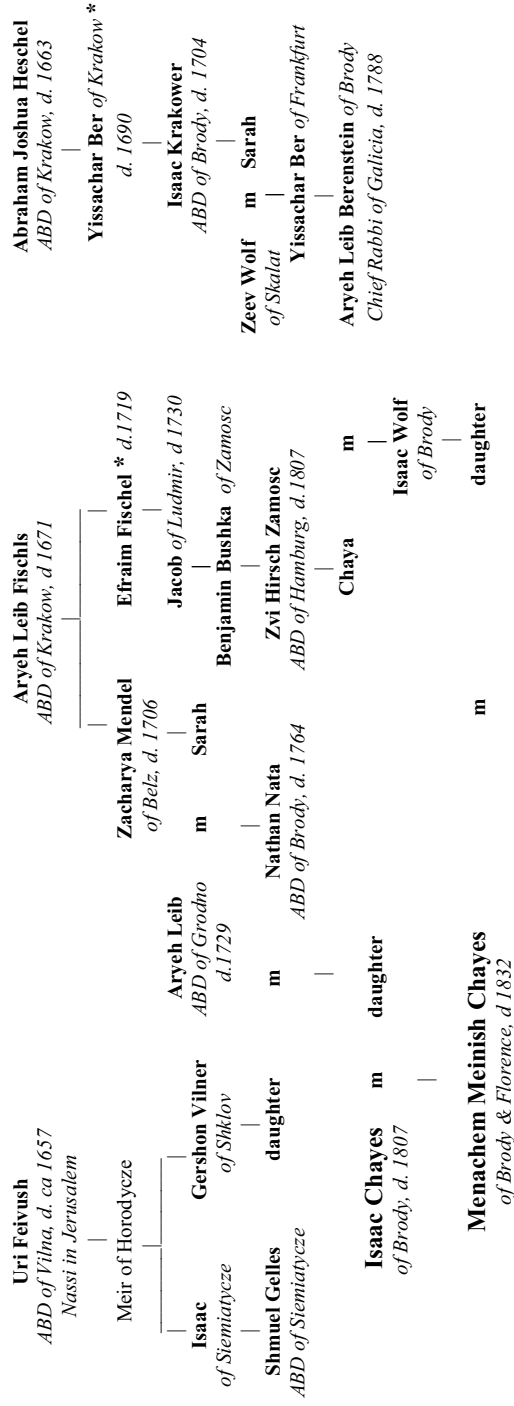 Uri Feivush
ABD of Vilna, d. ca 1657
Nassi in Jerusalem
Meir of Horodycze
Isaac
of Siemiatycze
Gershon Vilner
of Shklov
Shmuel Gelles
ABD of Siemiatycze
daughter
Aryeh Leib Fischls
ABD of Krakow, d 1671
Zacharya Mendel
of Belz, d. 1706
Efraim Fischel * d.1719
Aryeh Leib
ABD of Grodno
d.1729
m
Sarah
Jacob of Ludmir, d 1730
Benjamin Bushka of Zamosc
m
Nathan Nata
ABD of Brody, d. 1764
Zvi Hirsch Zamosc
ABD of Hamburg, d.1807
Isaac Chayes
of Brody, d. 1807
m
daughter
Chaya
m
Isaac Wolf
of Brody
Menachem Meinish Chayes
of Brody & Florence, d 1832
m
daughter
Abraham Joshua Heschel
ABD of Krakow, d. 1663
Yissachar Ber of Krakow *
d. 1690
Isaac Krakower
ABD of Brody, d. 1704
Zeev Wolf
of Skalat
m
Sarah
Yissachar Ber of Frankfurt
Aryeh Leib Berenstein of Brody
Chief Rabbi of Galicia, d. 1788